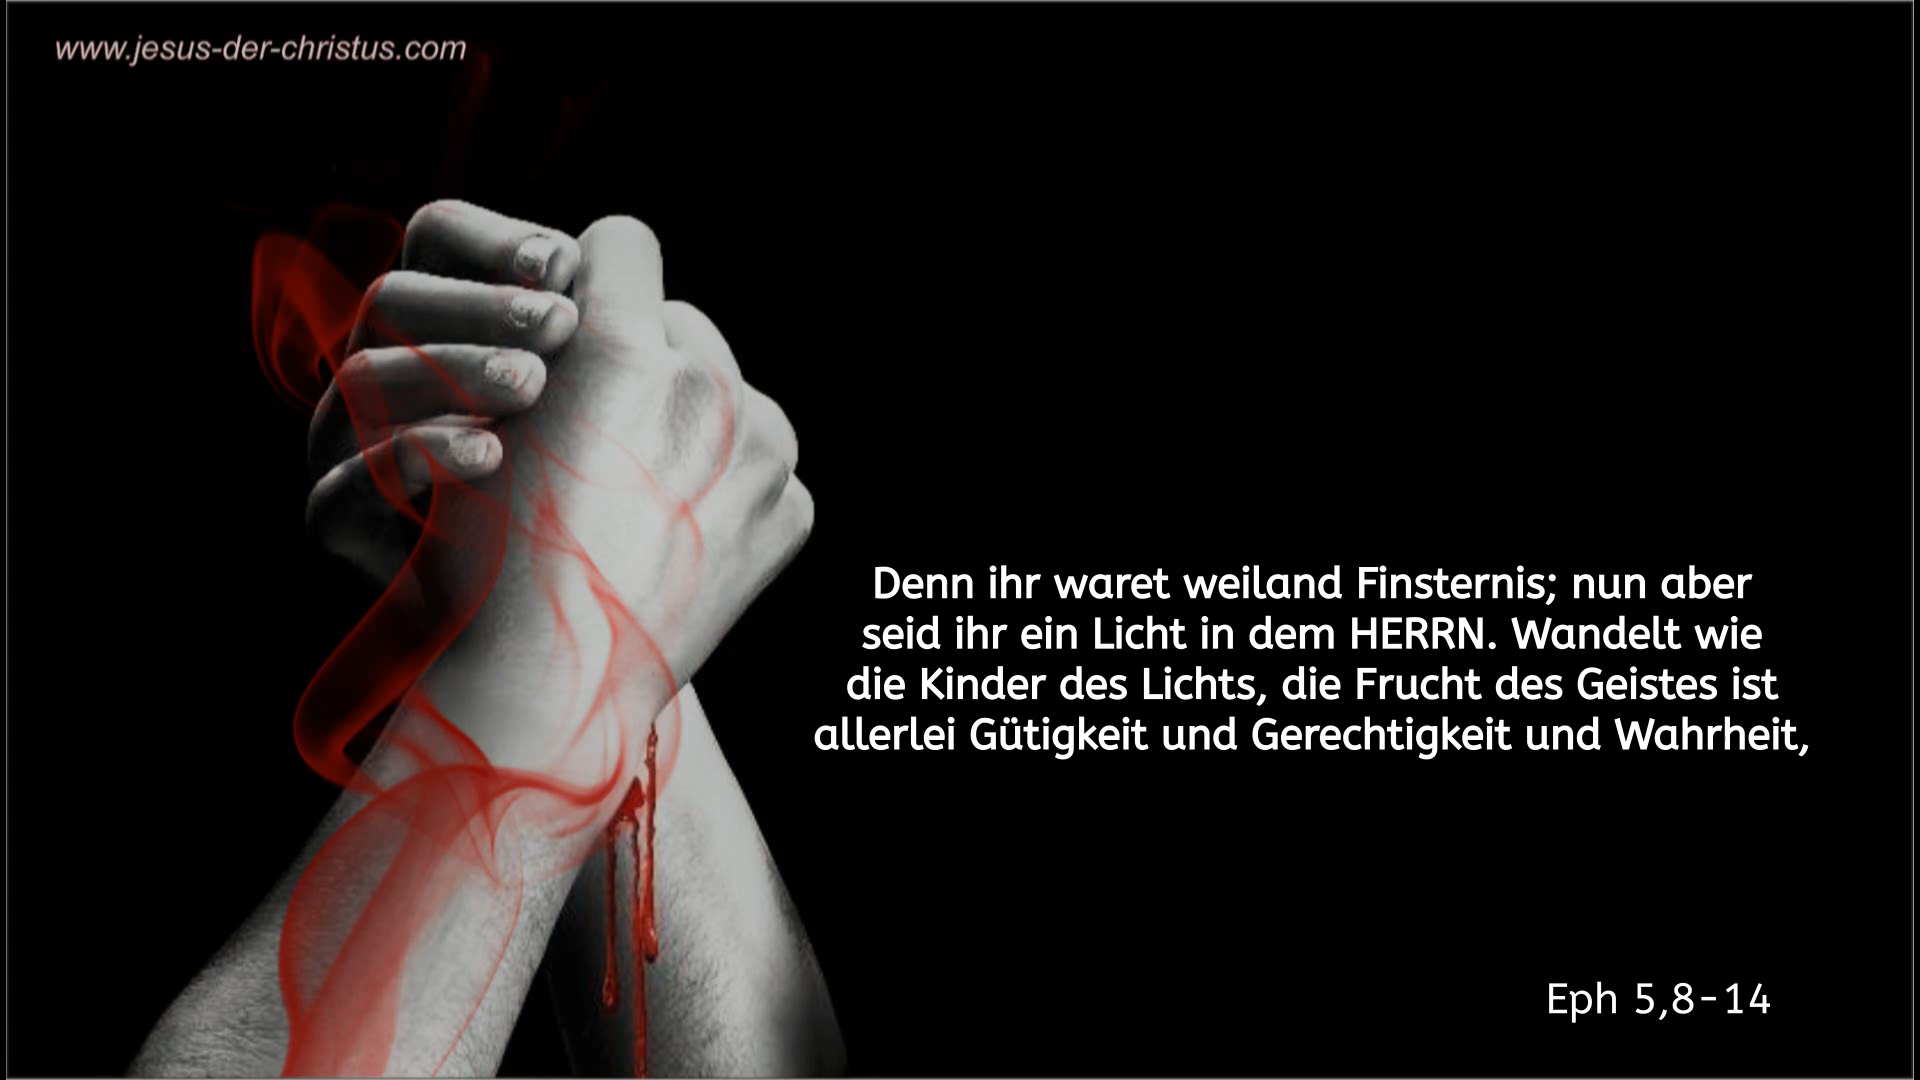 www.jesus-der-christus.com
Denn ihr waret weiland Finsternis; nun aber
seid ihr ein Licht in dem HERRN. Wandelt wie
die Kinder des Lichts, die Frucht des Geistes ist
allerlei Gütigkeit und Gerechtigkeit und Wahrheit,
Eph 5,8-14